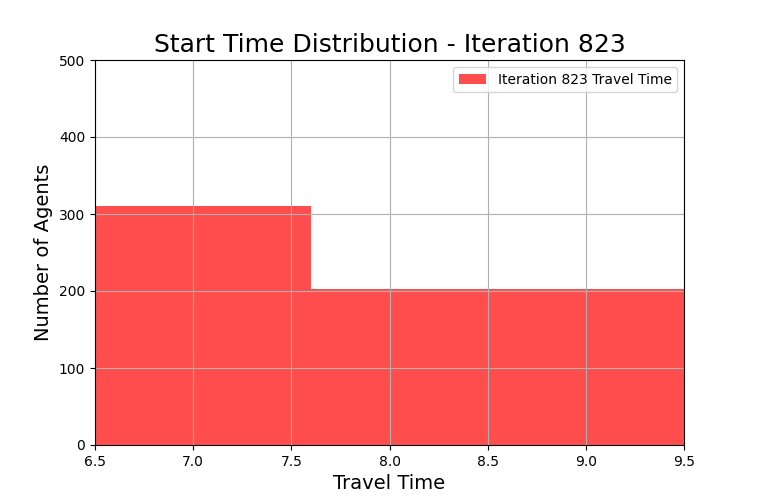 Start Time Distribution - Iteration 823
Iteration 823 Travel Time
Number of Agents
500
400
300
200
100
0
6.5 7.0 7.5 8.0 8.5 9.0 9.5
Travel Time